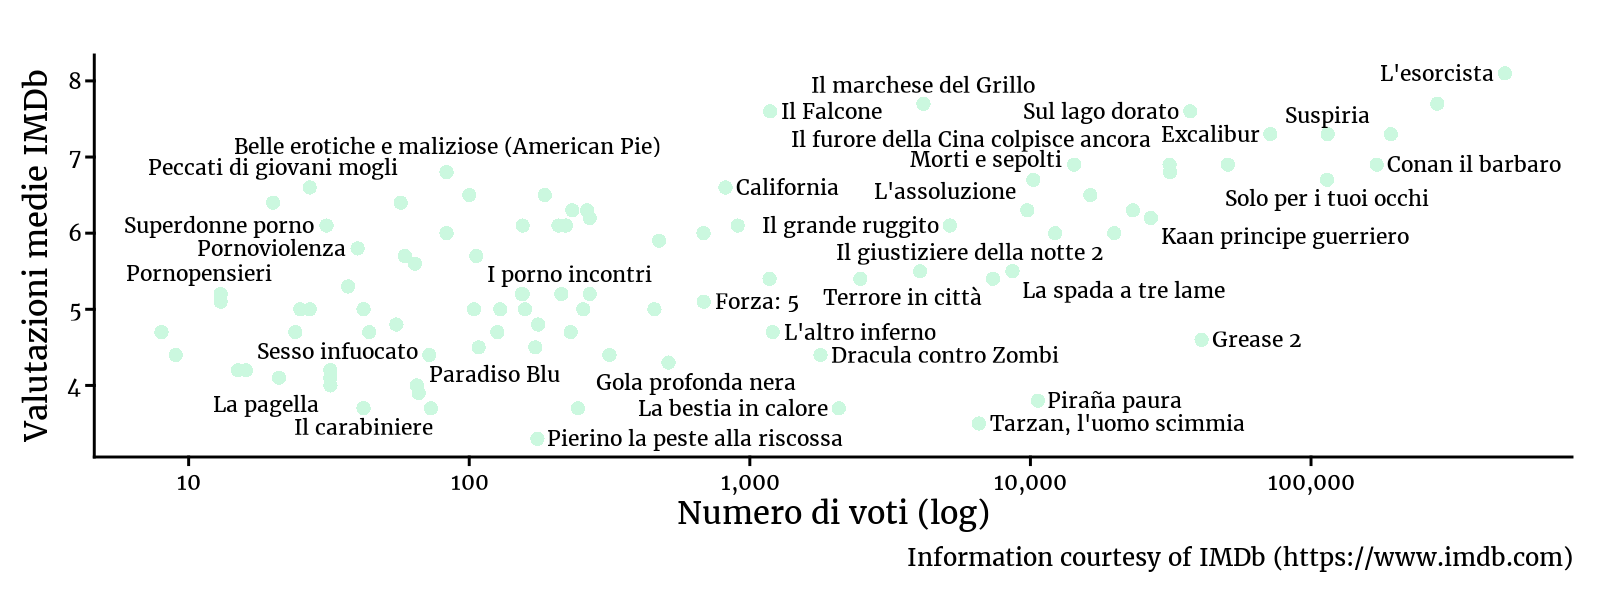 Valutazioni medie IMDb
8
7
6
5
4
L'esorcista
Il marchese del Grillo
Il Falcone
Sul lago dorato
Suspiria
Il furore della Cina colpisce ancora
Excalibur
Belle erotiche e maliziose (American Pie)
Morti e sepolti
Conan il barbaro
Peccati di giovani mogli
California
L'assoluzione
Solo per i tuoi occhi
Superdonne porno
Il grande ruggito
Kaan principe guerriero
Pornoviolenza
Il giustiziere della notte 2
Pornopensieri
I porno incontri
La spada a tre lame
Forza: 5
Terrore in città
L'altro inferno
Grease 2
Sesso infuocato
Dracula contro Zombi
Paradiso Blu
Gola profonda nera
La pagella
La bestia in calore
Piraña paura
Il carabiniere
Tarzan, l'uomo scimmia
Pierino la peste alla riscossa
10
100
1,000
10,000
100,000
Numero di voti (log)
Information courtesy of IMDb (https://www.imdb.com)